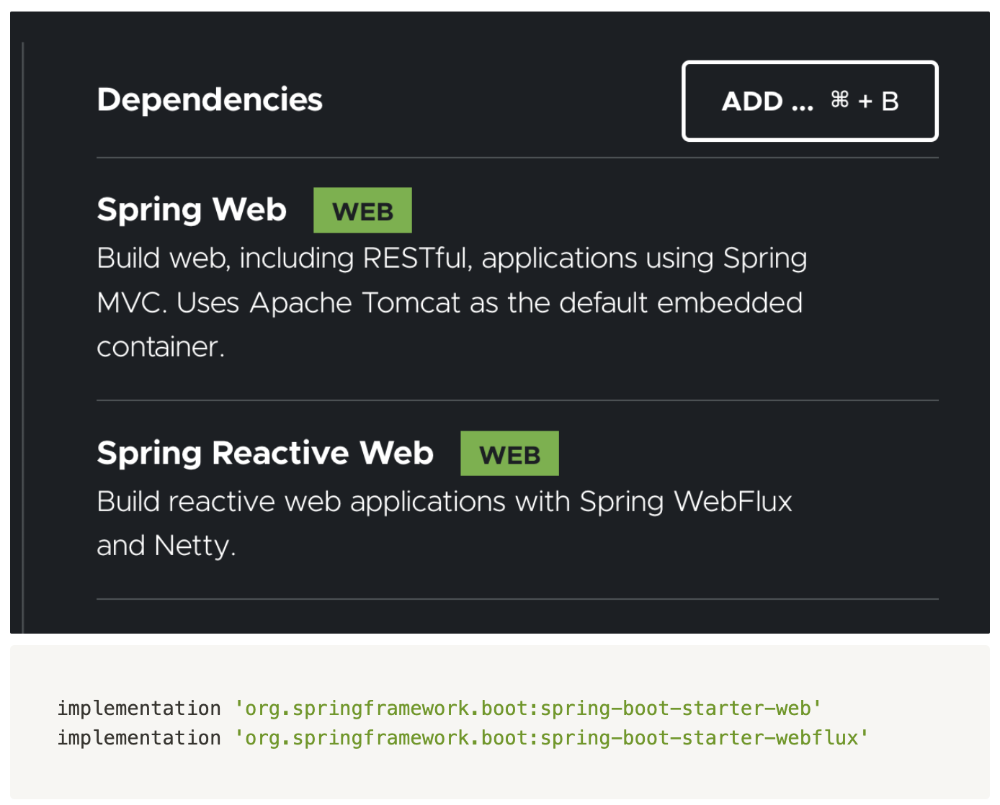 Dependencies
ADD ... ⌘ + B
Spring Web WEB
Build web, including RESTful, applications using Spring
MVC. Uses Apache Tomcat as the default embedded
container.
Spring Reactive Web WEB
Build reactive web applications with Spring WebFlux
and Netty.
implementation 'org.springframework.boot:spring-boot-starter-web'
implementation 'org.springframework.boot:spring-boot-starter-webflux'